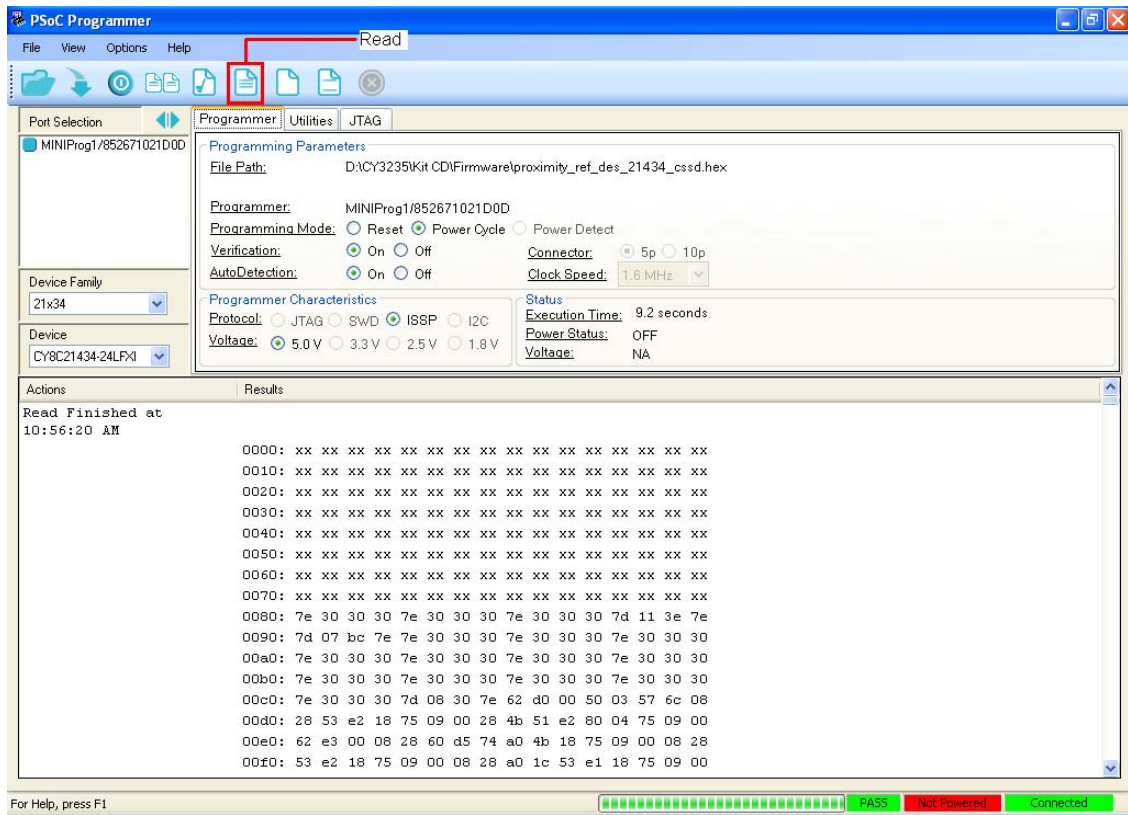 PSoC Programmer
File View Options Help
Read
Port Selection
Programmer Utilities JTAG
MINIProg1/852671021D0D
Programming Parameters
File Path: D:\CY3235\Kit CD\Firmware\proximity_ref_des_21434_cssd.hex
Programmer: MINIProg1/852671021D0D
Programming Mode: Reset Power Cycle Power Detect
Verification: On Off Connector: 5p 10p
AutoDetection: On Off Clock Speed: 1.6 MHz
Device Family
21x34
Device
CY8C21434-24LFXI
Programmer Characteristics
Protocol: JTAG SWD ISSP I2C
Voltage: 5.0 V 3.3 V 2.5 V 1.8 V
Status
Execution Time: 9.2 seconds
Power Status: OFF
Voltage: NA
Actions Results
Read Finished at
10:56:20 AM
0000: xx xx xx xx xx xx xx xx xx xx xx xx xx xx xx xx
0010: xx xx xx xx xx xx xx xx xx xx xx xx xx xx xx xx
0020: xx xx xx xx xx xx xx xx xx xx xx xx xx xx xx xx
0030: xx xx xx xx xx xx xx xx xx xx xx xx xx xx xx xx
0040: xx xx xx xx xx xx xx xx xx xx xx xx xx xx xx xx
0050: xx xx xx xx xx xx xx xx xx xx xx xx xx xx xx xx
0060: xx xx xx xx xx xx xx xx xx xx xx xx xx xx xx xx
0070: xx xx xx xx xx xx xx xx xx xx xx xx xx xx xx xx
0080: 7e 30 30 30 7e 30 30 30 7e 30 30 30 7d 11 3e 7e
0090: 7d 07 bc 7e 7e 30 30 30 7e 30 30 30 7e 30 30 30
00a0: 7e 30 30 30 7e 30 30 30 7e 30 30 30 7e 30 30 30
00b0: 7e 30 30 30 7e 30 30 30 7e 30 30 30 7e 30 30 30
00c0: 7e 30 30 30 7d 08 30 7e 62 d0 00 50 03 57 6c 08
00d0: 28 53 e2 18 75 09 00 28 4b 51 e2 80 04 75 09 00
00e0: 62 e3 00 08 28 60 d5 74 a0 4b 18 75 09 00 08 28
00f0: 53 e2 18 75 09 00 08 28 a0 1c 53 e1 18 75 09 00
For Help, press F1
PASS Not Powered Connected